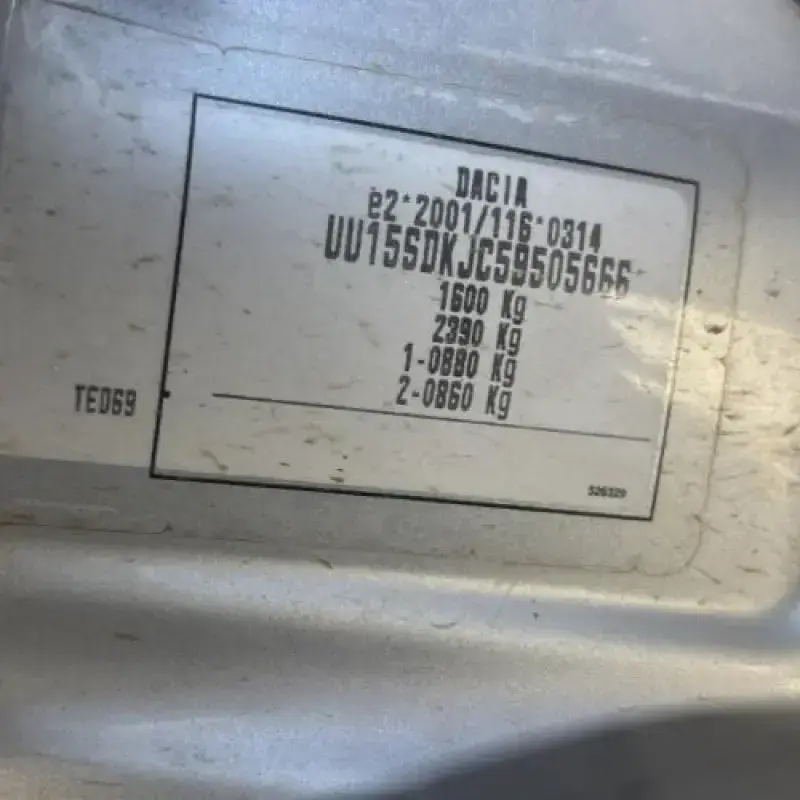 DACIA
e2*2001/116*0314
UU15SDKJC59505666
1600 Kg
2390 Kg
1-0880 Kg
2-0860 Kg
TED69
526329